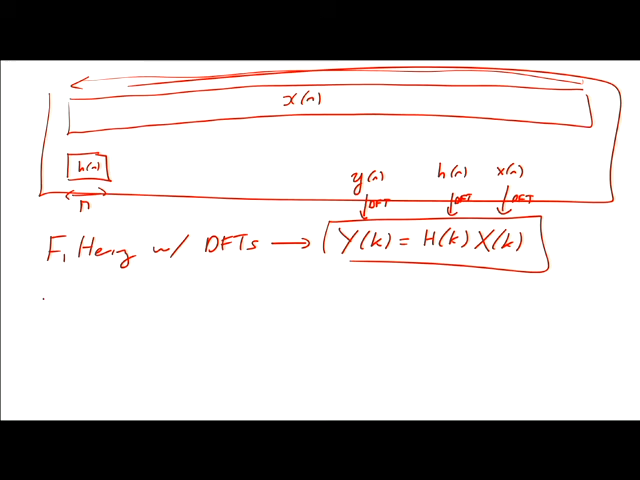 x(n)
h(n)
y(n) h(n) x(n)
n DFT DFT DFT
Filtering w/ DFTs → Y(k) = H(k) X(k)